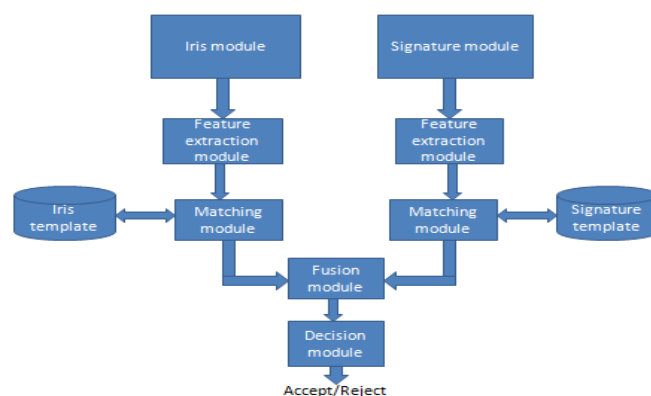 Iris module
Signature module
Feature
extraction
module
Feature
extraction
module
Iris
template
Matching
module
Matching
module
Signature
template
Fusion
module
Decision
module
Accept/Reject